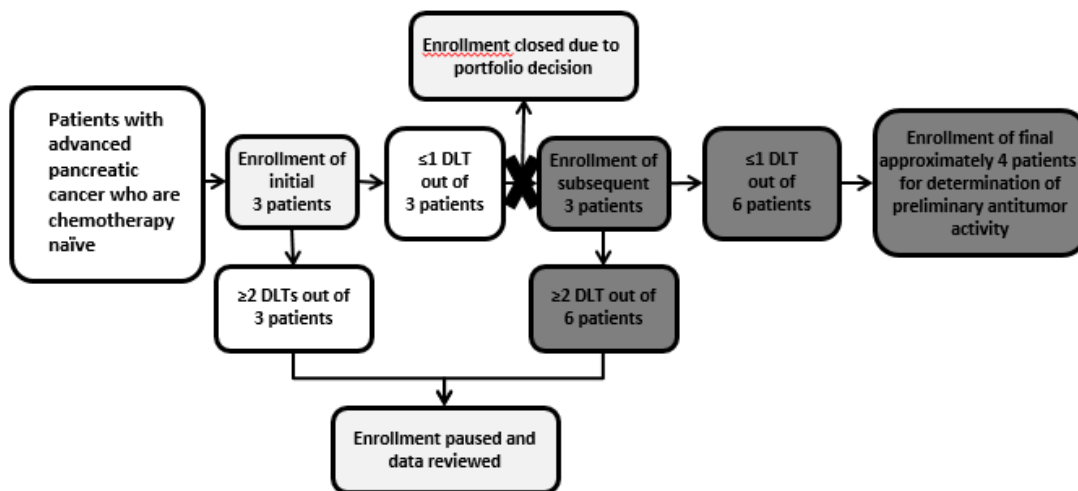 Enrollment closed due to
portfolio decision
Patients with
advanced
pancreatic
cancer who are
chemotherapy
naïve
Enrollment of
initial
3 patients
≤1 DLT
out of
3 patients
Enrollment of
subsequent
3 patients
≤1 DLT
out of
6 patients
Enrollment of final
approximately 4 patients
for determination of
preliminary antitumor
activity
≥2 DLTs out of
3 patients
≥2 DLT out of
6 patients
Enrollment paused and
data reviewed